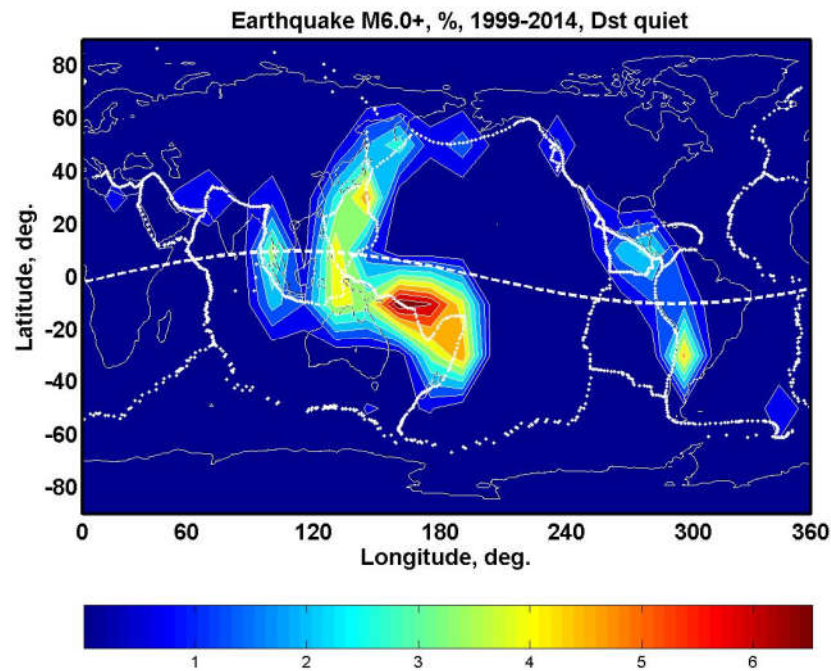 Earthquake M6.0+, %, 1999-2014, Dst quiet
80
60
40
20
0
-20
-40
-60
-80
Latitude, deg.
0 60 120 180 240 300 360
Longitude, deg.
1 2 3 4 5 6